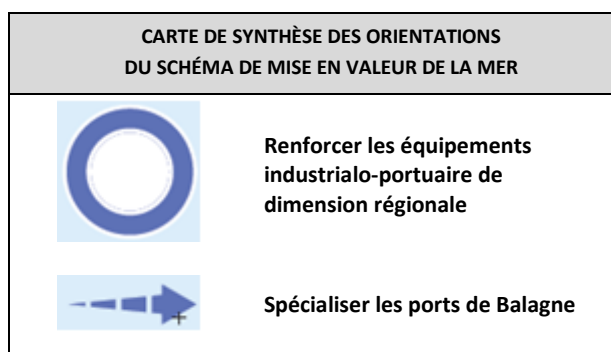 CARTE DE SYNTHÈSE DES ORIENTATIONS
DU SCHÉMA DE MISE EN VALEUR DE LA MER
Renforcer les équipements
industrialo-portuaire de
dimension régionale
Spécialiser les ports de Balagne